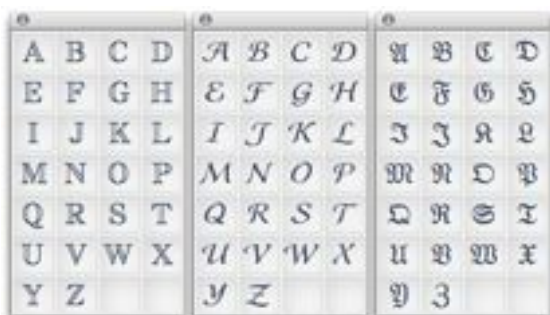 A B C D
E F G H
I J K L
M N O P
Q R S T
U V W X
Y Z
A B C D
E F G H
I J K L
M N O P
Q R S T
U V W X
Y Z
A B C D
E F G H
I J K L
M N O P
Q R S T
U V W X
Y Z